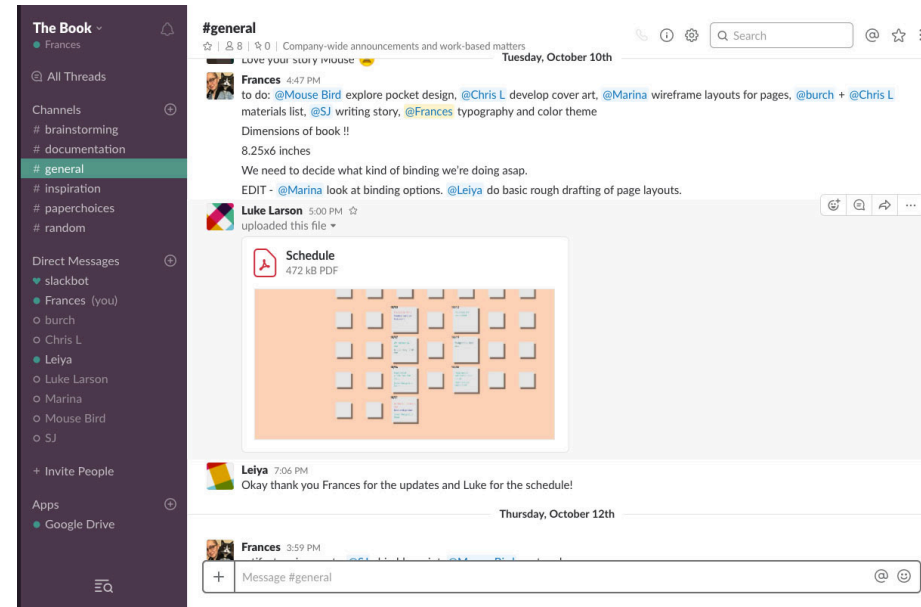 The Book
Frances
All Threads
Channels
# brainstorming
# documentation
# general
# inspiration
# paperchoices
# random
Direct Messages
slackbot
Frances (you)
burch
Chris L
Leiya
Luke Larson
Marina
Mouse Bird
SJ
+ Invite People
Apps
Google Drive
#general
8 | 0 | Company-wide announcements and work-based matters
Search
Love your story Mouse
Tuesday, October 10th
Frances 4:47 PM
to do: @Mouse Bird explore pocket design, @Chris L develop cover art, @Marina wireframe layouts for pages, @burch + @Chris L
materials list, @SJ writing story, @Frances typography and color theme
Dimensions of book !!
8.25x6 inches
We need to decide what kind of binding we're doing asap.
EDIT - @Marina look at binding options. @Leiya do basic rough drafting of page layouts.
Luke Larson 5:00 PM
uploaded this file
Schedule
472 kB PDF
Leiya 7:06 PM
Okay thank you Frances for the updates and Luke for the schedule!
Thursday, October 12th
Frances 3:59 PM
Message #general